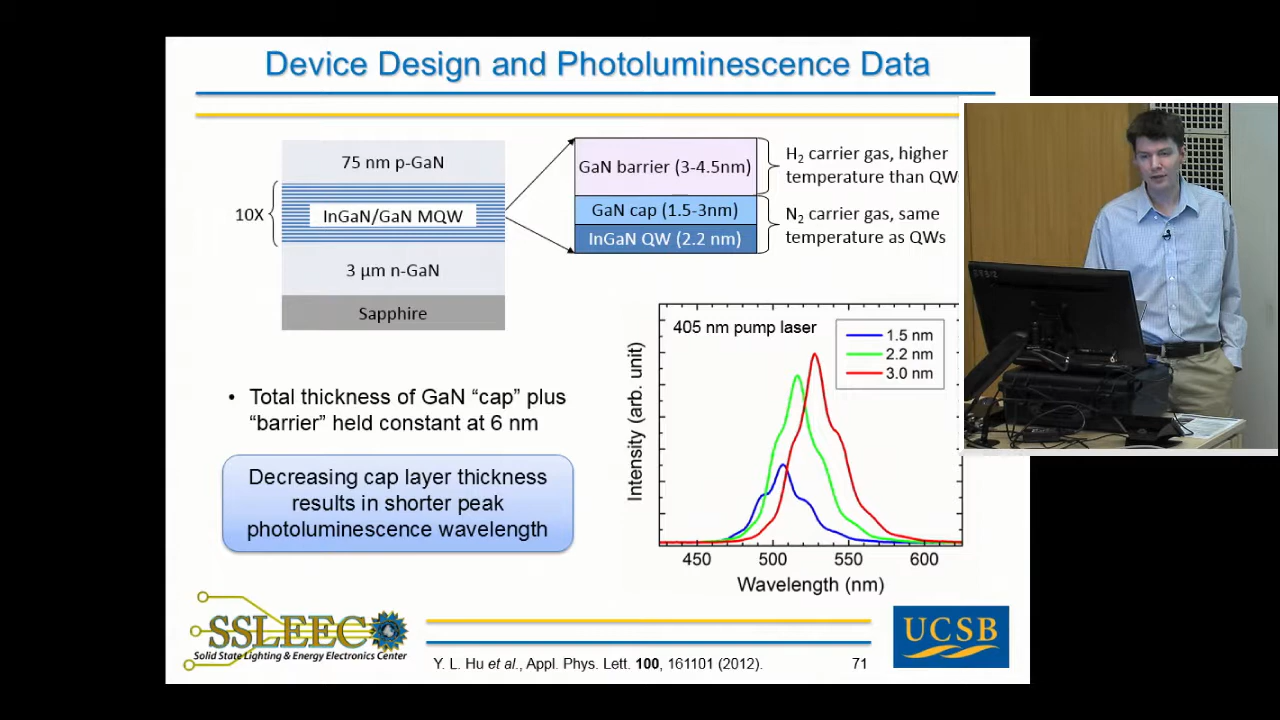 Device Design and Photoluminescence Data
75 nm p-GaN
10X
InGaN/GaN MQW
3 μm n-GaN
Sapphire
GaN barrier (3-4.5nm)
GaN cap (1.5-3nm)
InGaN QW (2.2 nm)
H₂ carrier gas, higher
temperature than QW
N₂ carrier gas, same
temperature as QWs
• Total thickness of GaN “cap” plus
“barrier” held constant at 6 nm
Decreasing cap layer thickness
results in shorter peak
photoluminescence wavelength
405 nm pump laser
1.5 nm
2.2 nm
3.0 nm
Intensity (arb. unit)
450 500 550 600
Wavelength (nm)
SSLEEC
Solid State Lighting & Energy Electronics Center
Y. L. Hu et al., Appl. Phys. Lett. 100, 161101 (2012).
71
UCSB